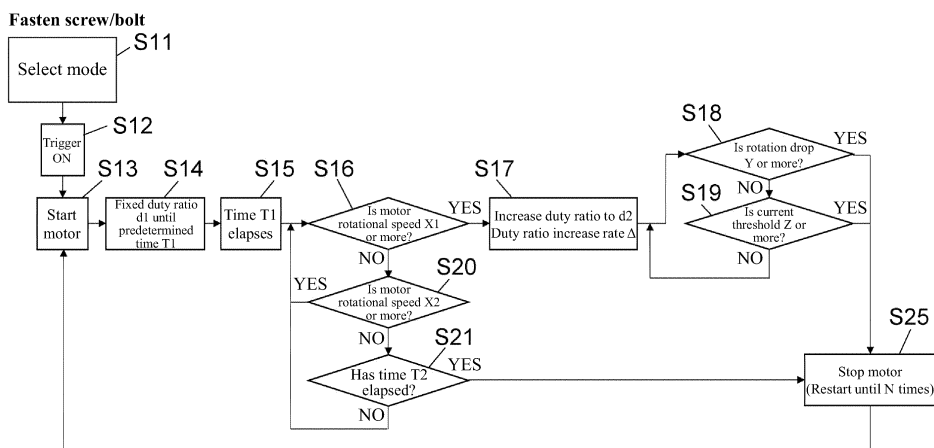 Fasten screw/bolt
S11
Select mode
S12
Trigger
ON
S13
Start
motor
S14
Fixed duty ratio
d1 until
predetermined
time T1
S15
Time T1
elapses
S16
Is motor
rotational speed X1
or more?
YES
NO
S17
Increase duty ratio to d2
Duty ratio increase rate Δ
S18
Is rotation drop
Y or more?
YES
NO
S19
Is current
threshold Z or
more?
YES
NO
S20
Is motor
rotational speed X2
or more?
YES
NO
S21
Has time T2
elapsed?
YES
NO
S25
Stop motor
(Restart until N times)